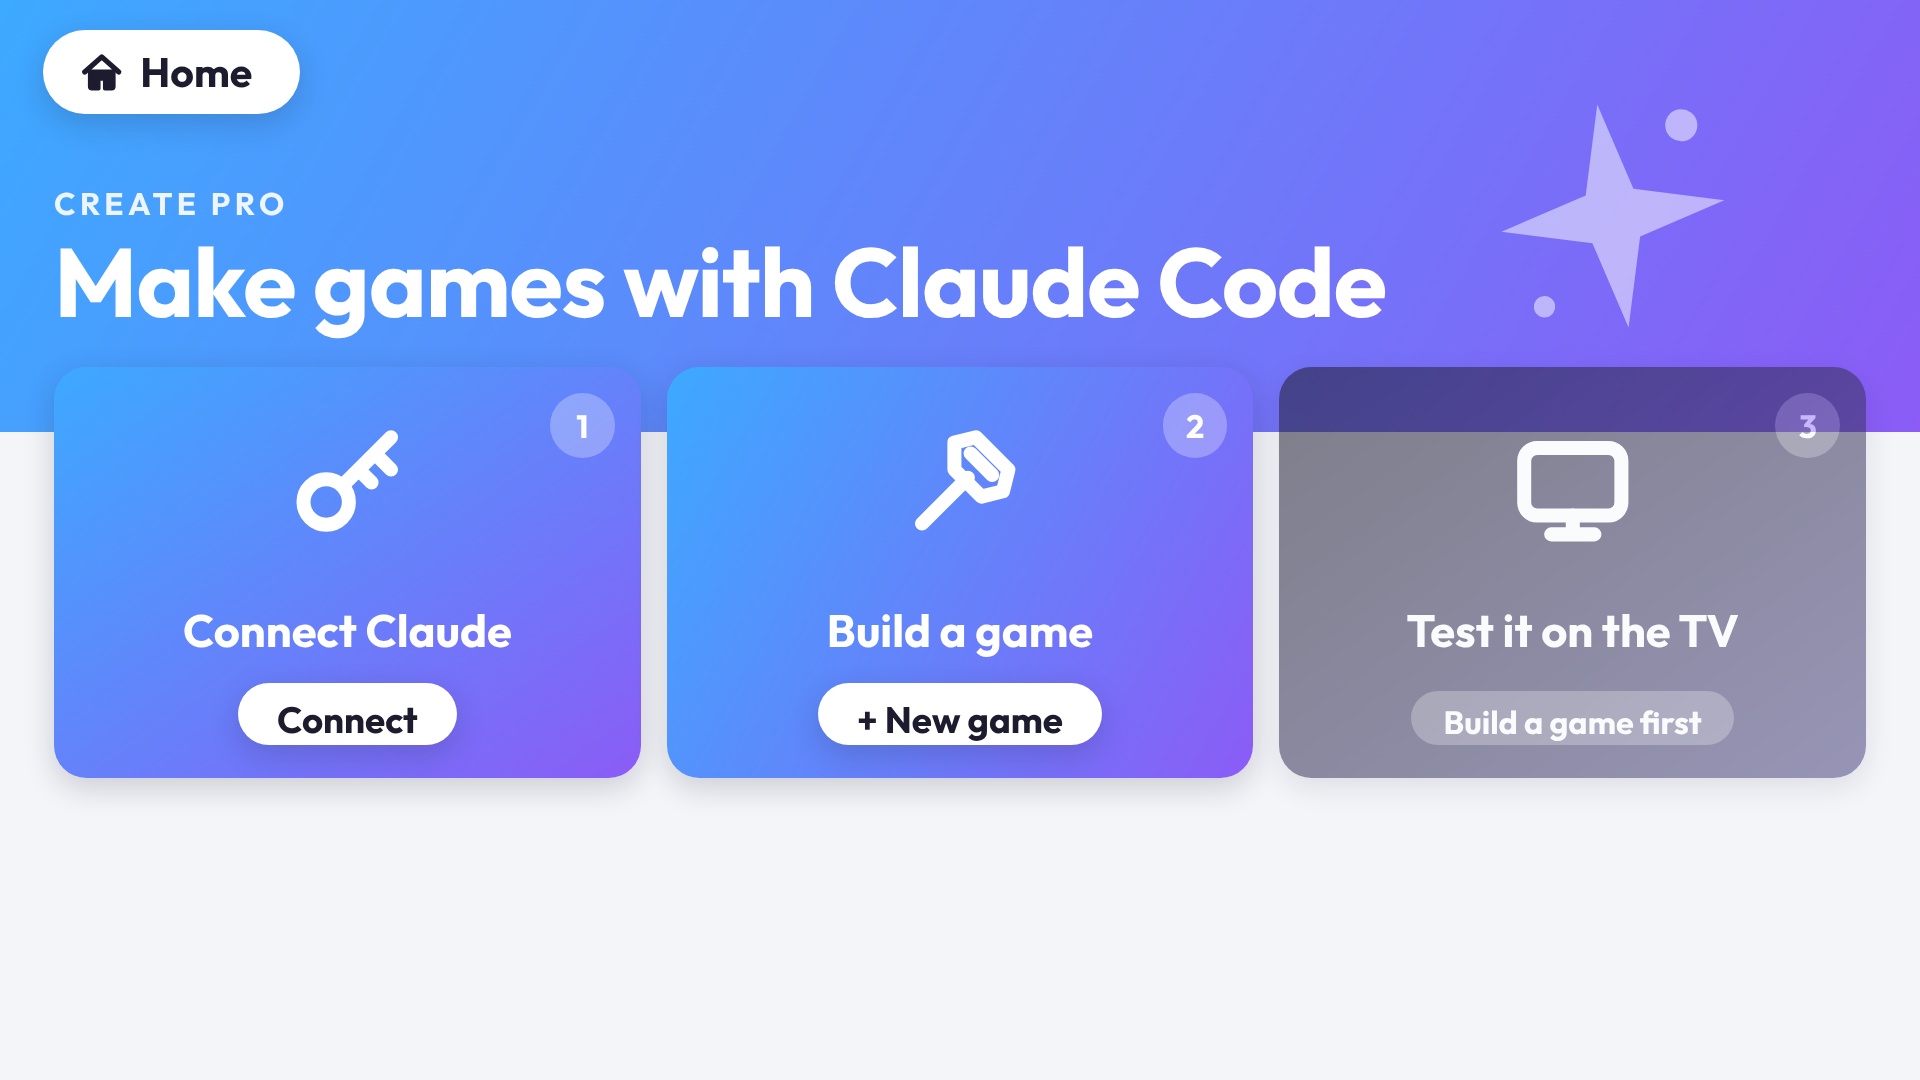 Home
CREATE PRO
Make games with Claude Code
1
Connect Claude
Connect
2
Build a game
+ New game
3
Test it on the TV
Build a game first